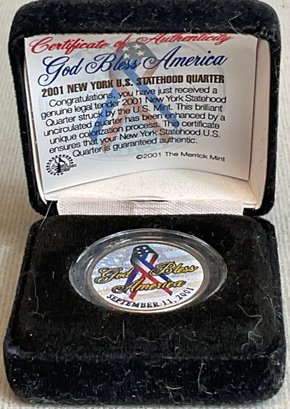 Certificate of Authenticity
God Bless America
2001 NEW YORK U.S. STATEHOOD QUARTER
Congratulations, you have just received a
genuine legal tender 2001 New York Statehood
Quarter struck by the U.S. Mint. This brilliant
uncirculated quarter has been enhanced by a
unique colorization process. This certificate
ensures that your New York Statehood U.S.
Quarter is guaranteed authentic.
©2001 The Merrick Mint
God Bless
America
SEPTEMBER 11, 2001